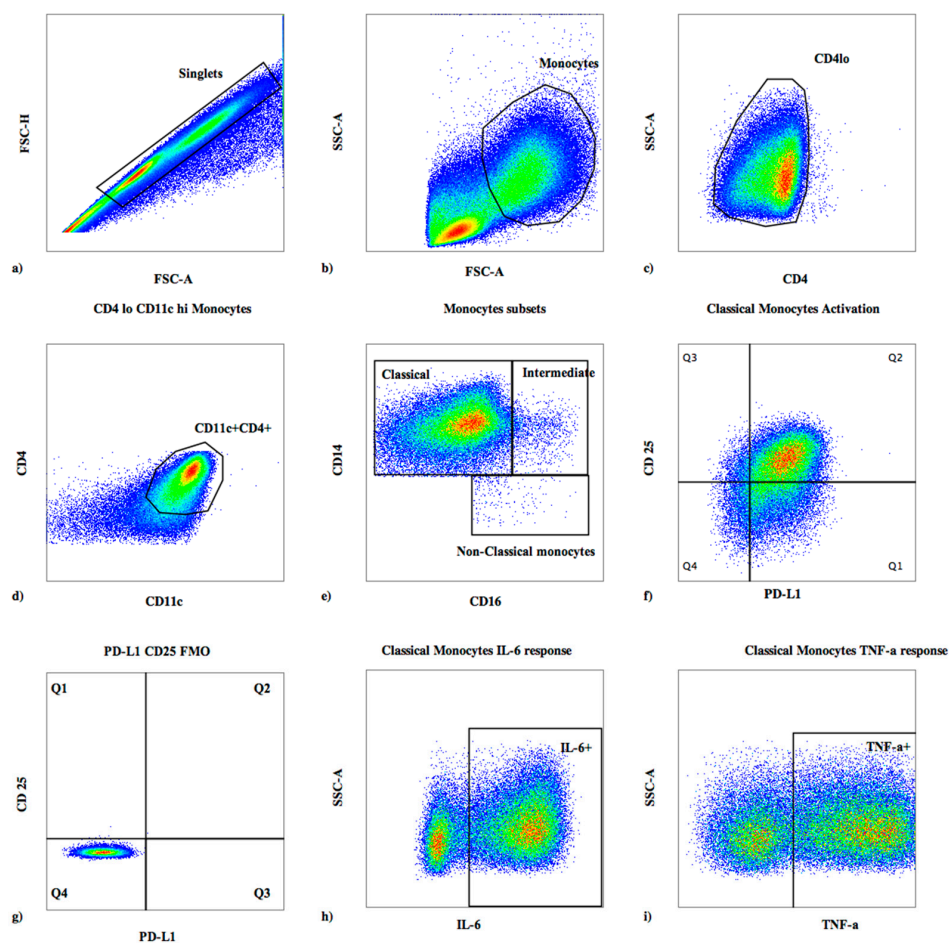 Singlets
FSC-H
a)
FSC-A
Monocytes
SSC-A
b)
FSC-A
CD4lo
SSC-A
c)
CD4
CD4 lo CD11c hi Monocytes
CD11c+CD4+
CD4
d)
CD11c
Monocytes subsets
Classical
Intermediate
CD14
Non-Classical monocytes
e)
CD16
Classical Monocytes Activation
Q3
Q2
CD 25
Q4
Q1
f)
PD-L1
PD-L1 CD25 FMO
Q1
Q2
CD 25
Q4
Q3
g)
PD-L1
Classical Monocytes IL-6 response
IL-6+
SSC-A
h)
IL-6
Classical Monocytes TNF-a response
TNF-a+
SSC-A
i)
TNF-a